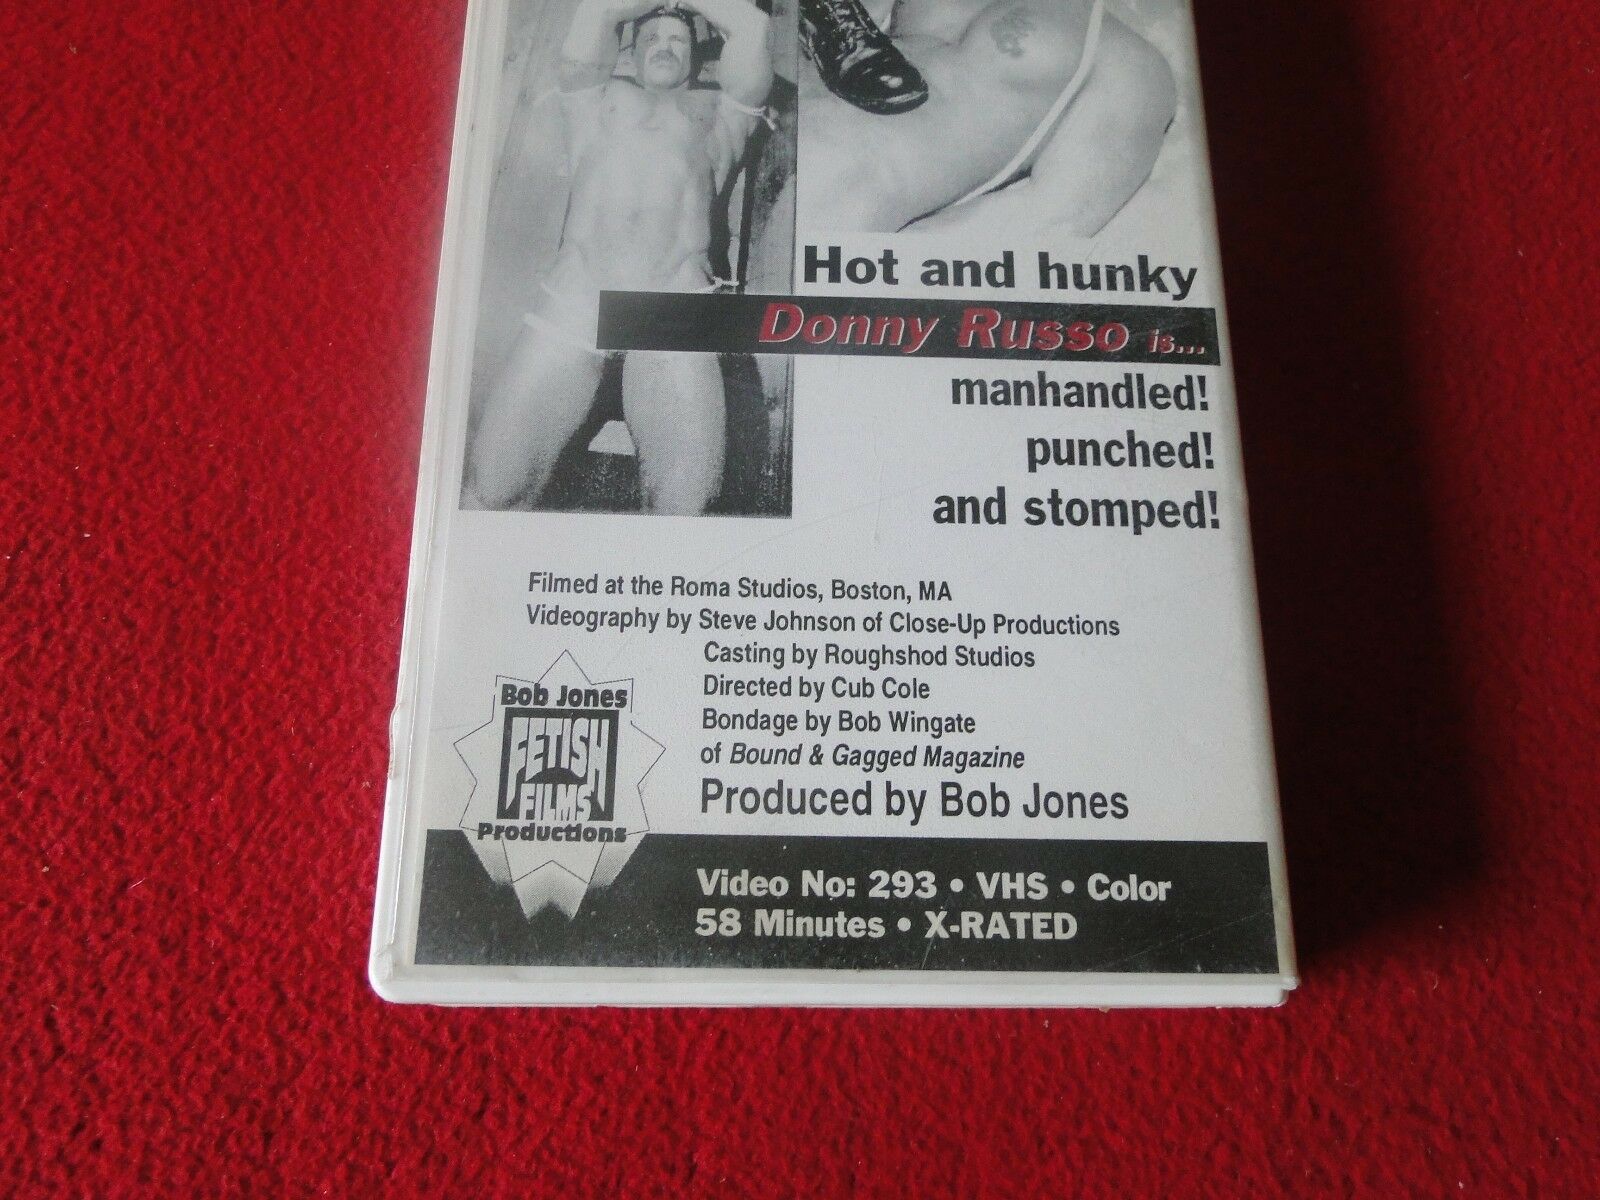 Hot and hunky
Donny Russo is...
manhandled!
punched!
and stomped!
Filmed at the Roma Studios, Boston, MA
Videography by Steve Johnson of Close-Up Productions
Casting by Roughshod Studios
Directed by Cub Cole
Bondage by Bob Wingate
of Bound & Gagged Magazine
Produced by Bob Jones
Bob Jones
FETISH
FILMS
Productions
Video No: 293 • VHS • Color
58 Minutes • X-RATED